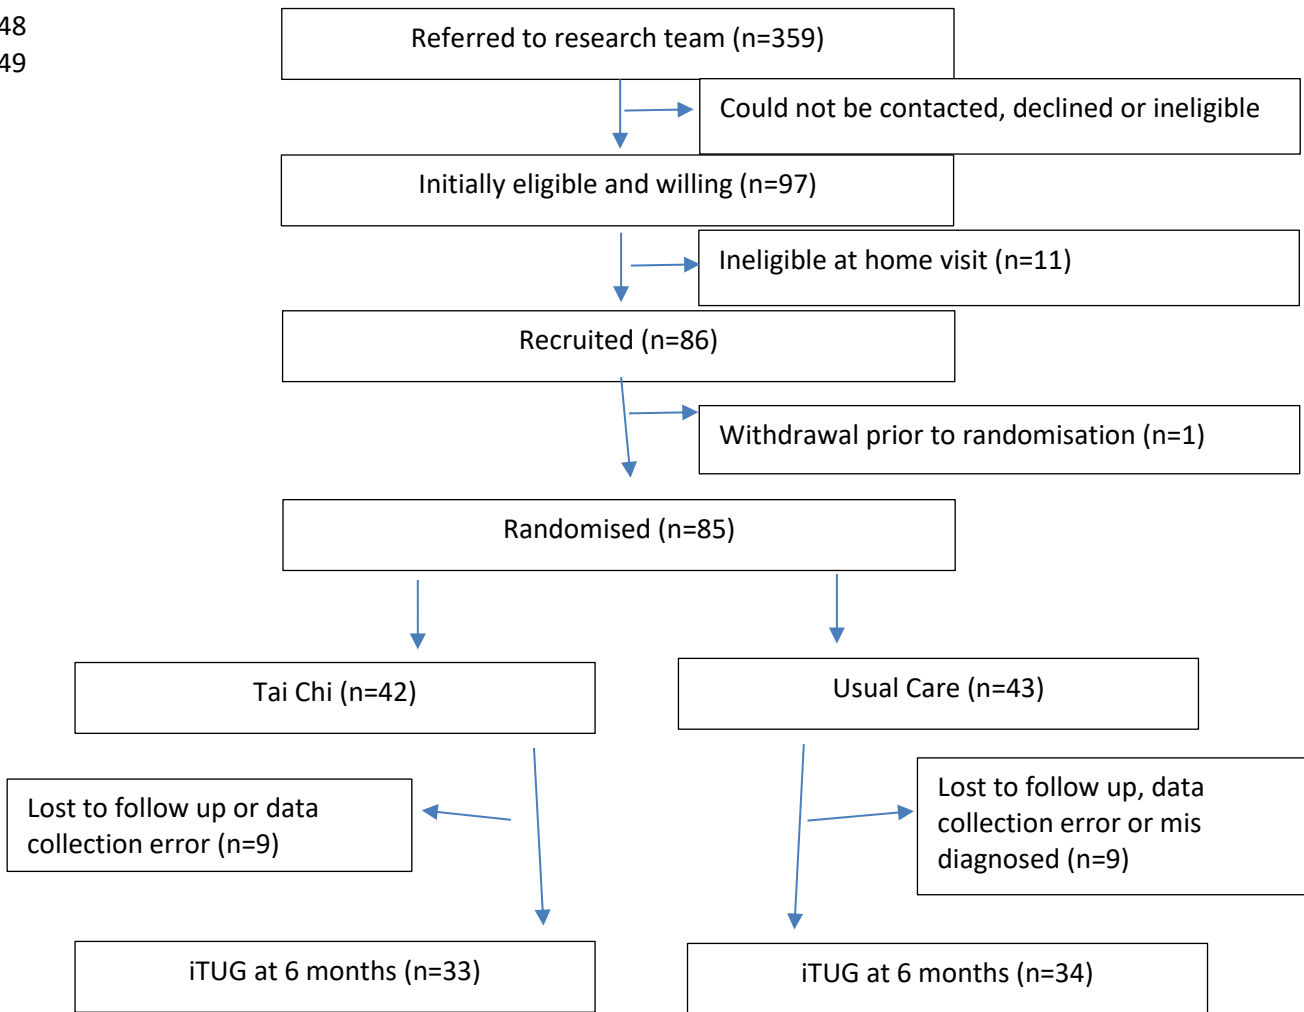 48
49
Referred to research team (n=359)
Could not be contacted, declined or ineligible
Initially eligible and willing (n=97)
Ineligible at home visit (n=11)
Recruited (n=86)
Withdrawal prior to randomisation (n=1)
Randomised (n=85)
Tai Chi (n=42)
Usual Care (n=43)
Lost to follow up or data
collection error (n=9)
Lost to follow up, data
collection error or mis
diagnosed (n=9)
iTUG at 6 months (n=33)
iTUG at 6 months (n=34)